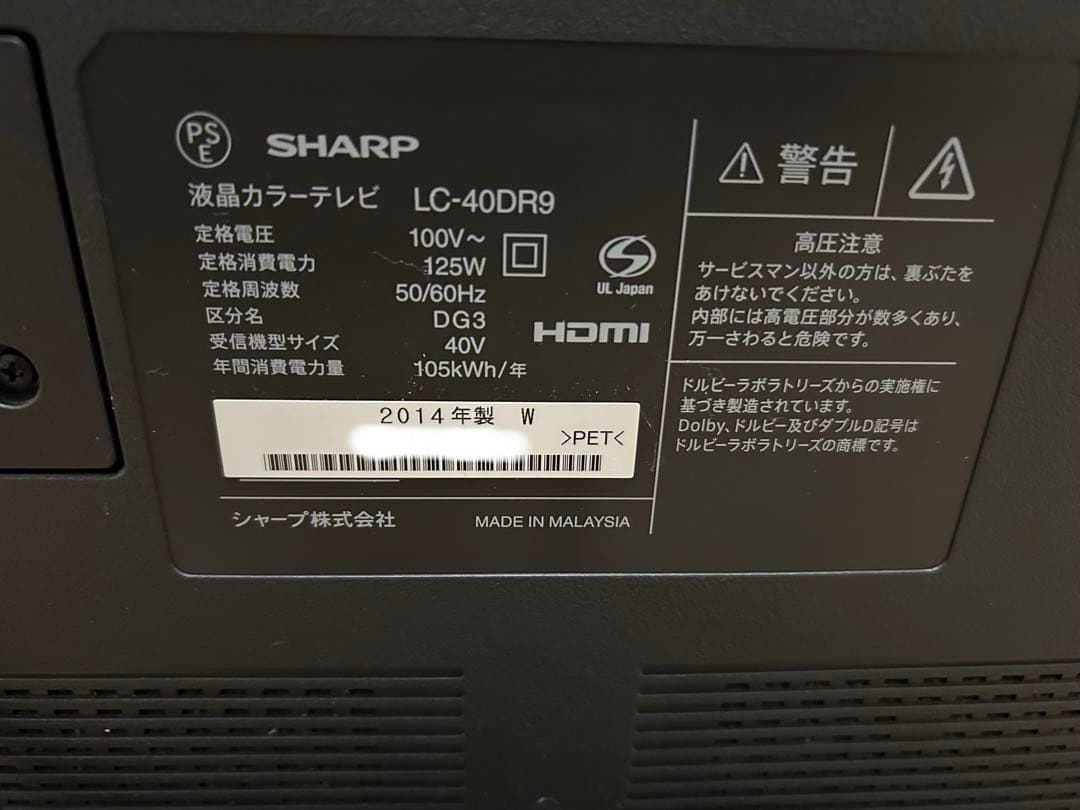 PSE
SHARP
液晶カラーテレビ LC-40DR9
定格電圧 100V～
定格消費電力 125W
定格周波数 50/60Hz
区分名 DG3
受信機型サイズ 40V
年間消費電力量 105kWh/年
UL Japan
HDMI
2014年製 W
>PET<
シャープ株式会社 MADE IN MALAYSIA
警告
高圧注意
サービスマン以外の方は、裏ぶたを
あけないでください。
内部には高電圧部分が数多くあり、
万一さわると危険です。
ドルビーラボラトリーズからの実施権に
基づき製造されています。
Dolby、ドルビー及びダブルD記号は
ドルビーラボラトリーズの商標です。